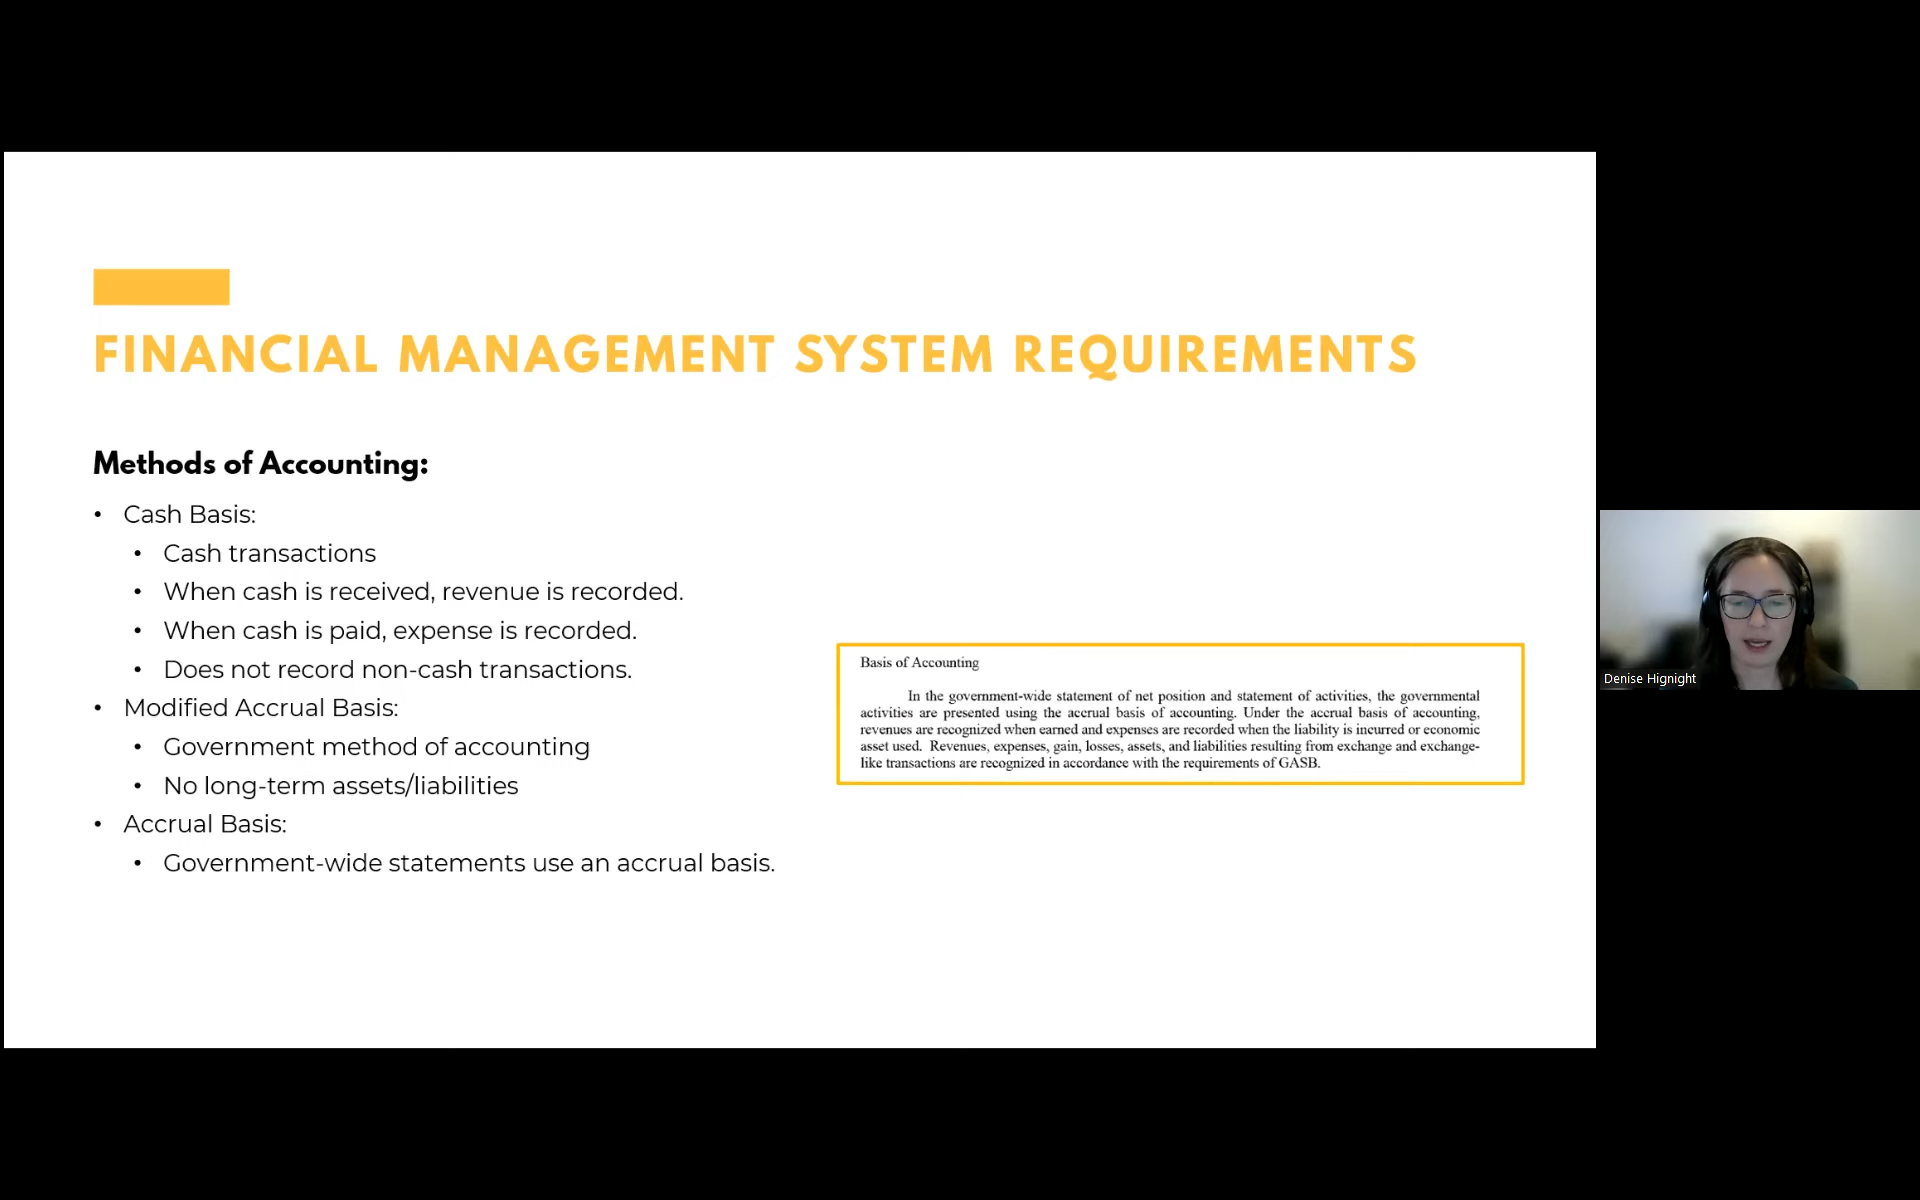 FINANCIAL MANAGEMENT SYSTEM REQUIREMENTS
Methods of Accounting:
• Cash Basis:
• Cash transactions
• When cash is received, revenue is recorded.
• When cash is paid, expense is recorded.
• Does not record non-cash transactions.
• Modified Accrual Basis:
• Government method of accounting
• No long-term assets/liabilities
• Accrual Basis:
• Government-wide statements use an accrual basis.
Basis of Accounting
In the government-wide statement of net position and statement of activities, the governmental
activities are presented using the accrual basis of accounting. Under the accrual basis of accounting,
revenues are recognized when earned and expenses are recorded when the liability is incurred or economic
asset used. Revenues, expenses, gain, losses, assets, and liabilities resulting from exchange and exchange-
like transactions are recognized in accordance with the requirements of GASB.
Denise Hignight